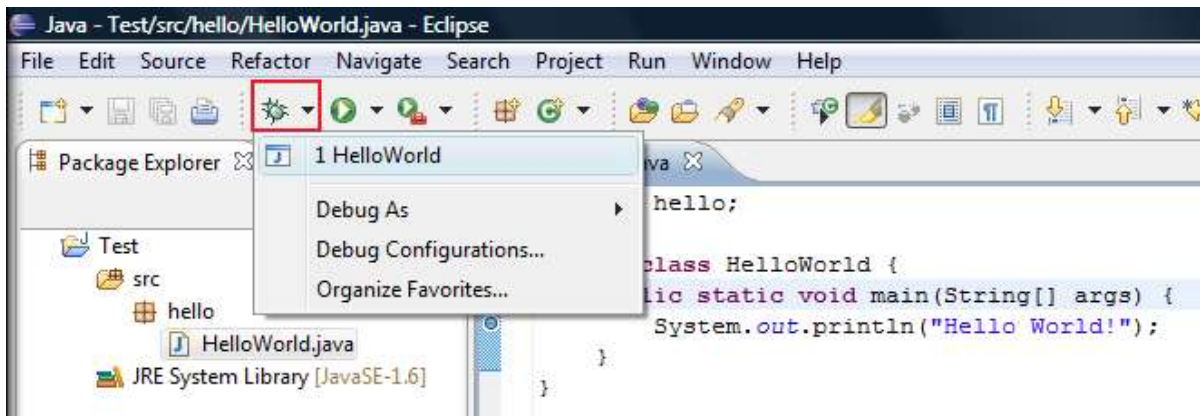 Java - Test/src/hello/HelloWorld.java - Eclipse
File Edit Source Refactor Navigate Search Project Run Window Help
Package Explorer
1 HelloWorld
Debug As
Debug Configurations...
Organize Favorites...
Test
src
hello
HelloWorld.java
JRE System Library [JavaSE-1.6]
hello;
class HelloWorld {
static void main(String[] args) {
System.out.println("Hello World!");
}
}